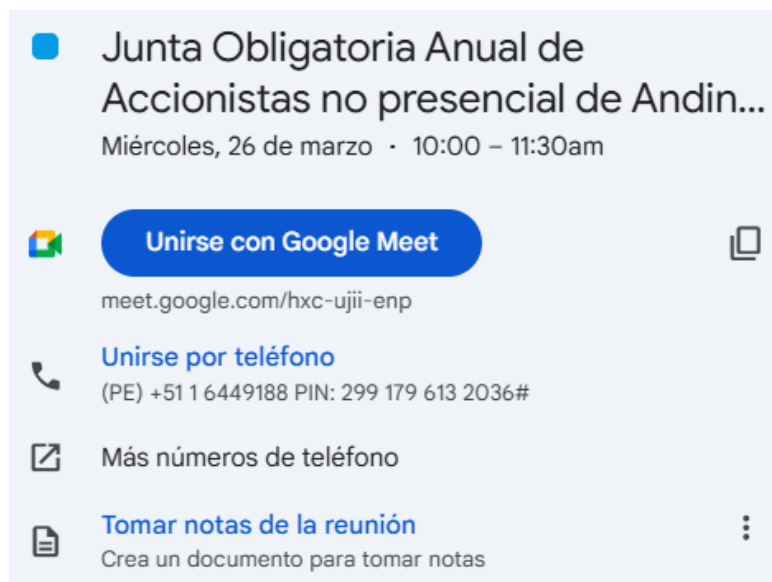 Junta Obligatoria Anual de
Accionistas no presencial de Andin...
Miércoles, 26 de marzo · 10:00 – 11:30am
Unirse con Google Meet
meet.google.com/hxc-ujii-enp
Unirse por teléfono
(PE) +51 1 6449188 PIN: 299 179 613 2036#
Más números de teléfono
Tomar notas de la reunión
Crea un documento para tomar notas